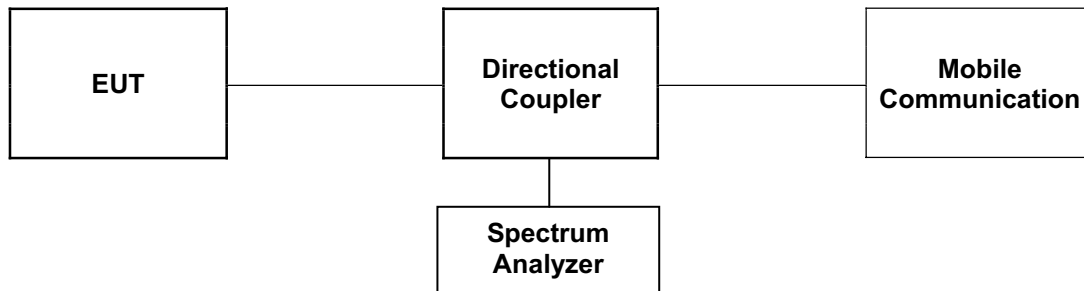 EUT
Directional
Coupler
Mobile
Communication
Spectrum
Analyzer